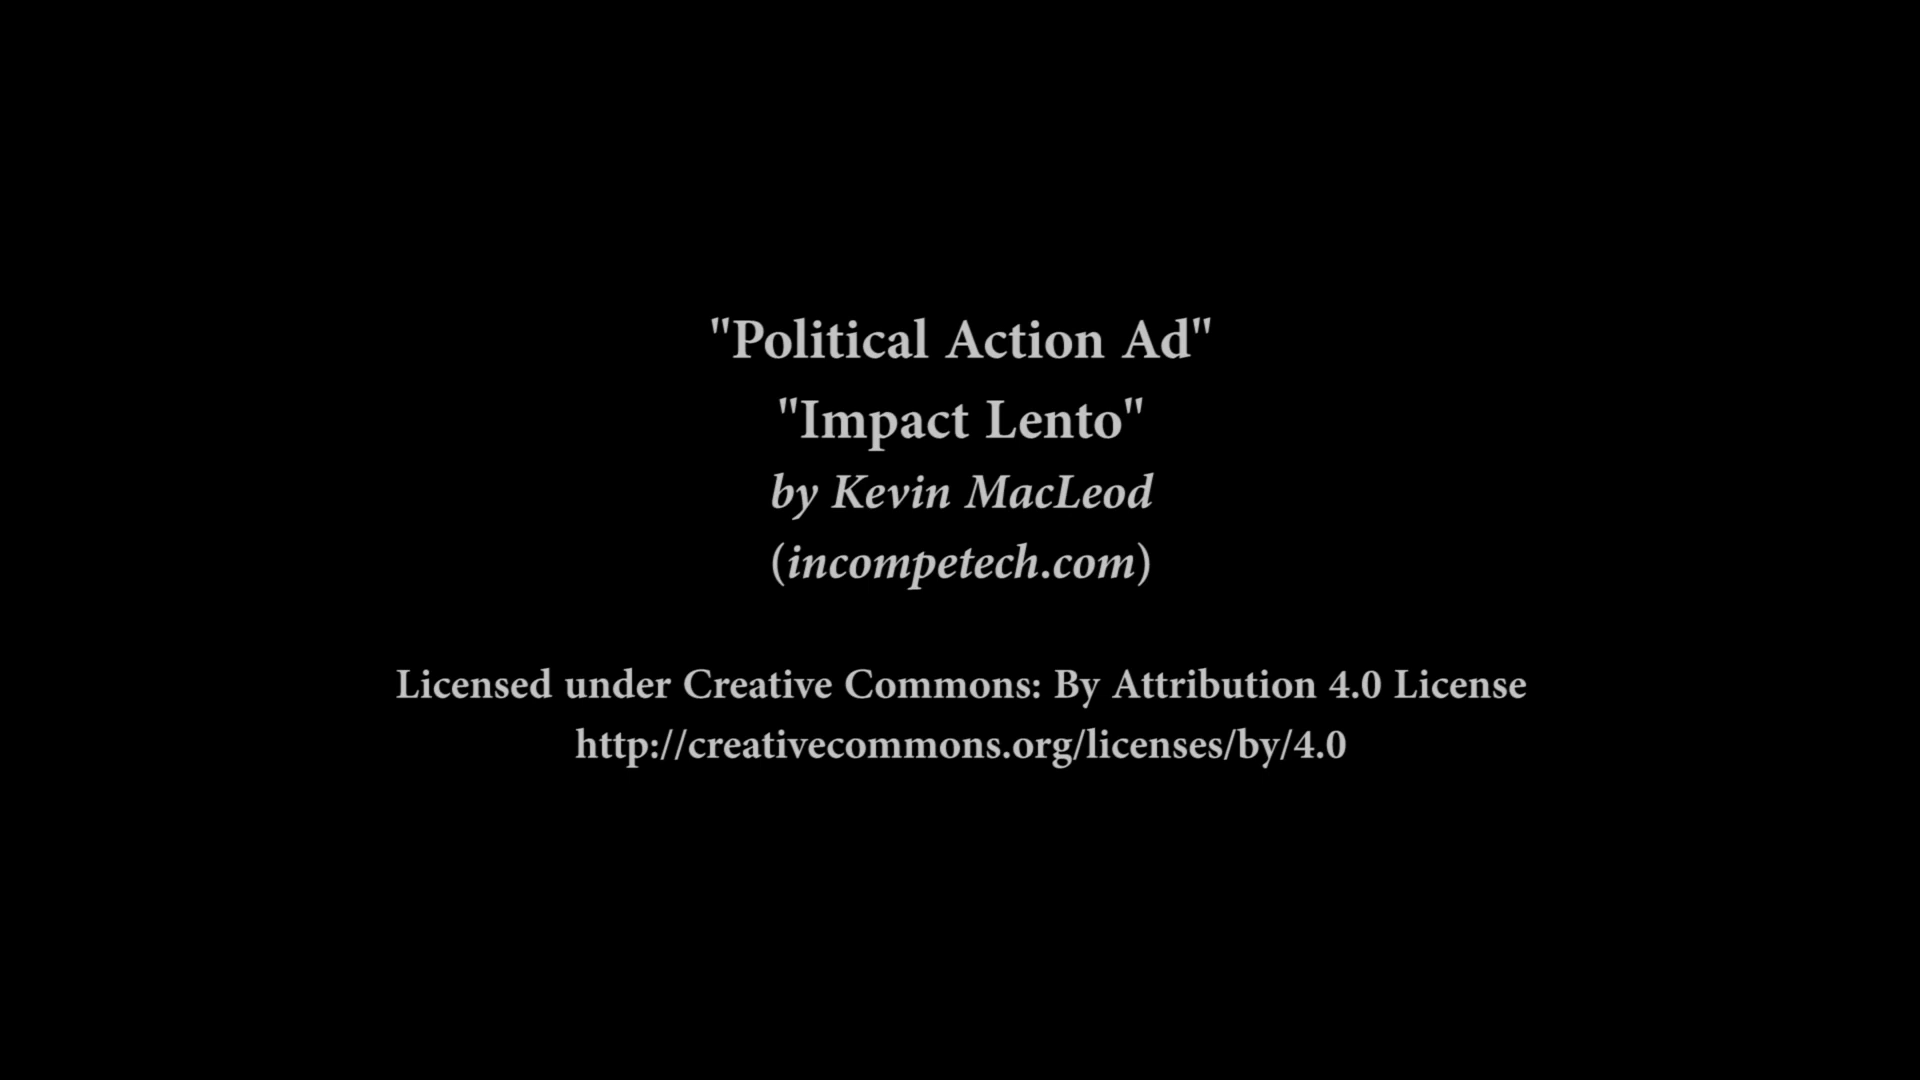 "Political Action Ad"
"Impact Lento"
by Kevin MacLeod
(incompetech.com)
Licensed under Creative Commons: By Attribution 4.0 License
http://creativecommons.org/licenses/by/4.0